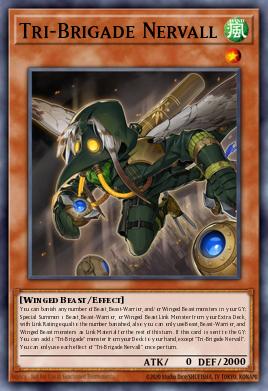 TRI-BRIGADE NERVALL
WIND
風
[WINGED BEAST/EFFECT]
You can banish any number of Beast, Beast-Warrior, and/or Winged Beast monsters in your GY;
Special Summon 1 Beast, Beast-Warrior, or Winged Beast Link Monster from your Extra Deck,
with Link Rating equal to the number banished, also you can only use Beast, Beast-Warrior, and
Winged Beast monsters as Link Material for the rest of this turn. If this card is sent to the GY:
You can add 1 "Tri-Brigade" monster from your Deck to your hand, except "Tri-Brigade Nervall".
You can only use each effect of "Tri-Brigade Nervall" once per turn.
ATK/ 0 DEF/2000